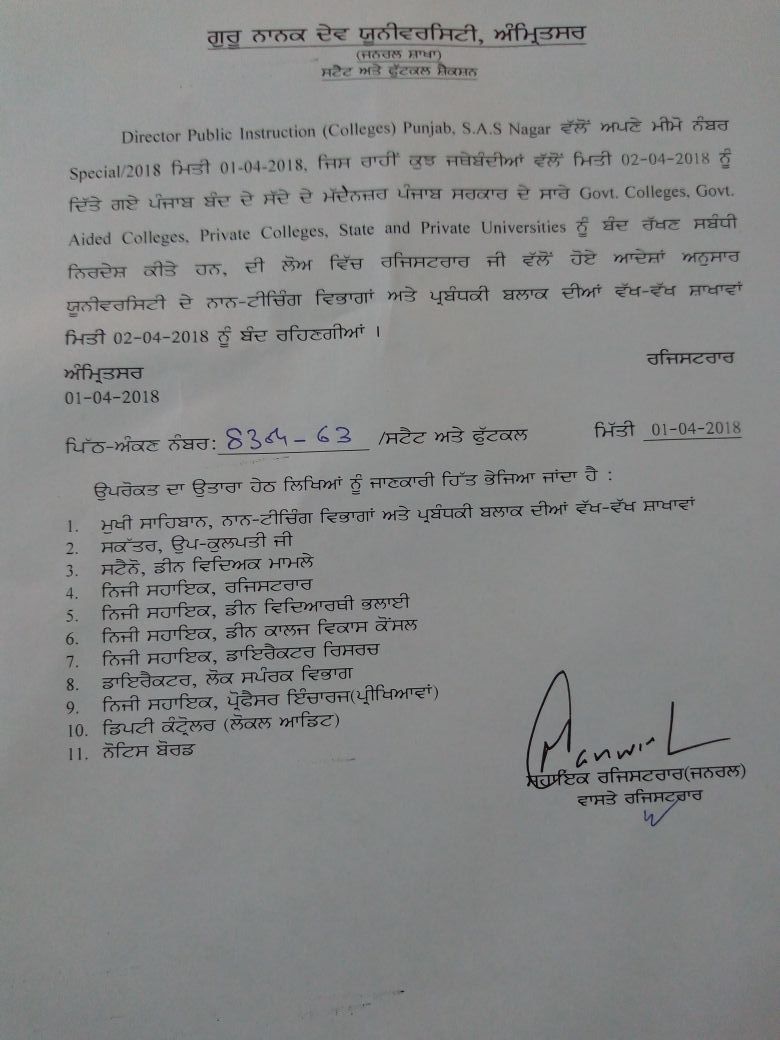 ਗੁਰੂ ਨਾਨਕ ਦੇਵ ਯੂਨੀਵਰਸਿਟੀ, ਅੰਮ੍ਰਿਤਸਰ
(ਜਨਰਲ ਸ਼ਾਖਾ)
ਸਟੇਟ ਅਤੇ ਫੁੱਟਕਲ ਸੈਕਸ਼ਨ
Director Public Instruction (Colleges) Punjab, S.A.S Nagar ਵੱਲੋਂ ਅਪਣੇ ਮੀਮੋ ਨੰਬਰ
Special/2018 ਮਿਤੀ 01-04-2018, ਜਿਸ ਰਾਹੀਂ ਕੁਝ ਜਥੇਬੰਦੀਆਂ ਵੱਲੋਂ ਮਿਤੀ 02-04-2018 ਨੂੰ
ਦਿੱਤੇ ਗਏ ਪੰਜਾਬ ਬੰਦ ਦੇ ਸੱਦੇ ਦੇ ਮੱਦੇਨਜ਼ਰ ਪੰਜਾਬ ਸਰਕਾਰ ਦੇ ਸਾਰੇ Govt. Colleges, Govt.
Aided Colleges, Private Colleges, State and Private Universities ਨੂੰ ਬੰਦ ਰੱਖਣ ਸਬੰਧੀ
ਨਿਰਦੇਸ਼ ਕੀਤੇ ਹਨ, ਦੀ ਲੋਅ ਵਿੱਚ ਰਜਿਸਟਰਾਰ ਜੀ ਵੱਲੋਂ ਹੋਏ ਆਦੇਸ਼ਾਂ ਅਨੁਸਾਰ
ਯੂਨੀਵਰਸਿਟੀ ਦੇ ਨਾਨ-ਟੀਚਿੰਗ ਵਿਭਾਗਾਂ ਅਤੇ ਪ੍ਰਬੰਧਕੀ ਬਲਾਕ ਦੀਆਂ ਵੱਖ-ਵੱਖ ਸ਼ਾਖਾਵਾਂ
ਮਿਤੀ 02-04-2018 ਨੂੰ ਬੰਦ ਰਹਿਣਗੀਆਂ ।
ਰਜਿਸਟਰਾਰ
ਅੰਮ੍ਰਿਤਸਰ
01-04-2018
ਪਿੱਠ-ਅੰਕਣ ਨੰਬਰ: /ਸਟੇਟ ਅਤੇ ਫੁੱਟਕਲ ਮਿੱਤੀ 01-04-2018
ਉਪਰੋਕਤ ਦਾ ਉਤਾਰਾ ਹੇਠ ਲਿਖਿਆਂ ਨੂੰ ਜਾਣਕਾਰੀ ਹਿੱਤ ਭੇਜਿਆ ਜਾਂਦਾ ਹੈ :
1. ਮੁਖੀ ਸਾਹਿਬਾਨ, ਨਾਨ-ਟੀਚਿੰਗ ਵਿਭਾਗਾਂ ਅਤੇ ਪ੍ਰਬੰਧਕੀ ਬਲਾਕ ਦੀਆਂ ਵੱਖ-ਵੱਖ ਸ਼ਾਖਾਵਾਂ
2. ਸਕੱਤਰ, ਉਪ-ਕੁਲਪਤੀ ਜੀ
3. ਸਟੈਨੋ, ਡੀਨ ਵਿਦਿਅਕ ਮਾਮਲੇ
4. ਨਿਜੀ ਸਹਾਇਕ, ਰਜਿਸਟਰਾਰ
5. ਨਿਜੀ ਸਹਾਇਕ, ਡੀਨ ਵਿਦਿਆਰਥੀ ਭਲਾਈ
6. ਨਿਜੀ ਸਹਾਇਕ, ਡੀਨ ਕਾਲਜ ਵਿਕਾਸ ਕੌਂਸਲ
7. ਨਿਜੀ ਸਹਾਇਕ, ਡਾਇਰੈਕਟਰ ਰਿਸਰਚ
8. ਡਾਇਰੈਕਟਰ, ਲੋਕ ਸਪੰਰਕ ਵਿਭਾਗ
9. ਨਿਜੀ ਸਹਾਇਕ, ਪ੍ਰੋਫੈਸਰ ਇੰਚਾਰਜ(ਪ੍ਰੀਖਿਆਵਾਂ)
10. ਡਿਪਟੀ ਕੰਟ੍ਰੋਲਰ (ਲੋਕਲ ਆਡਿਟ)
11. ਨੋਟਿਸ ਬੋਰਡ
ਸਹਾਇਕ ਰਜਿਸਟਰਾਰ(ਜਨਰਲ)
ਵਾਸਤੇ ਰਜਿਸਟਰਾਰ